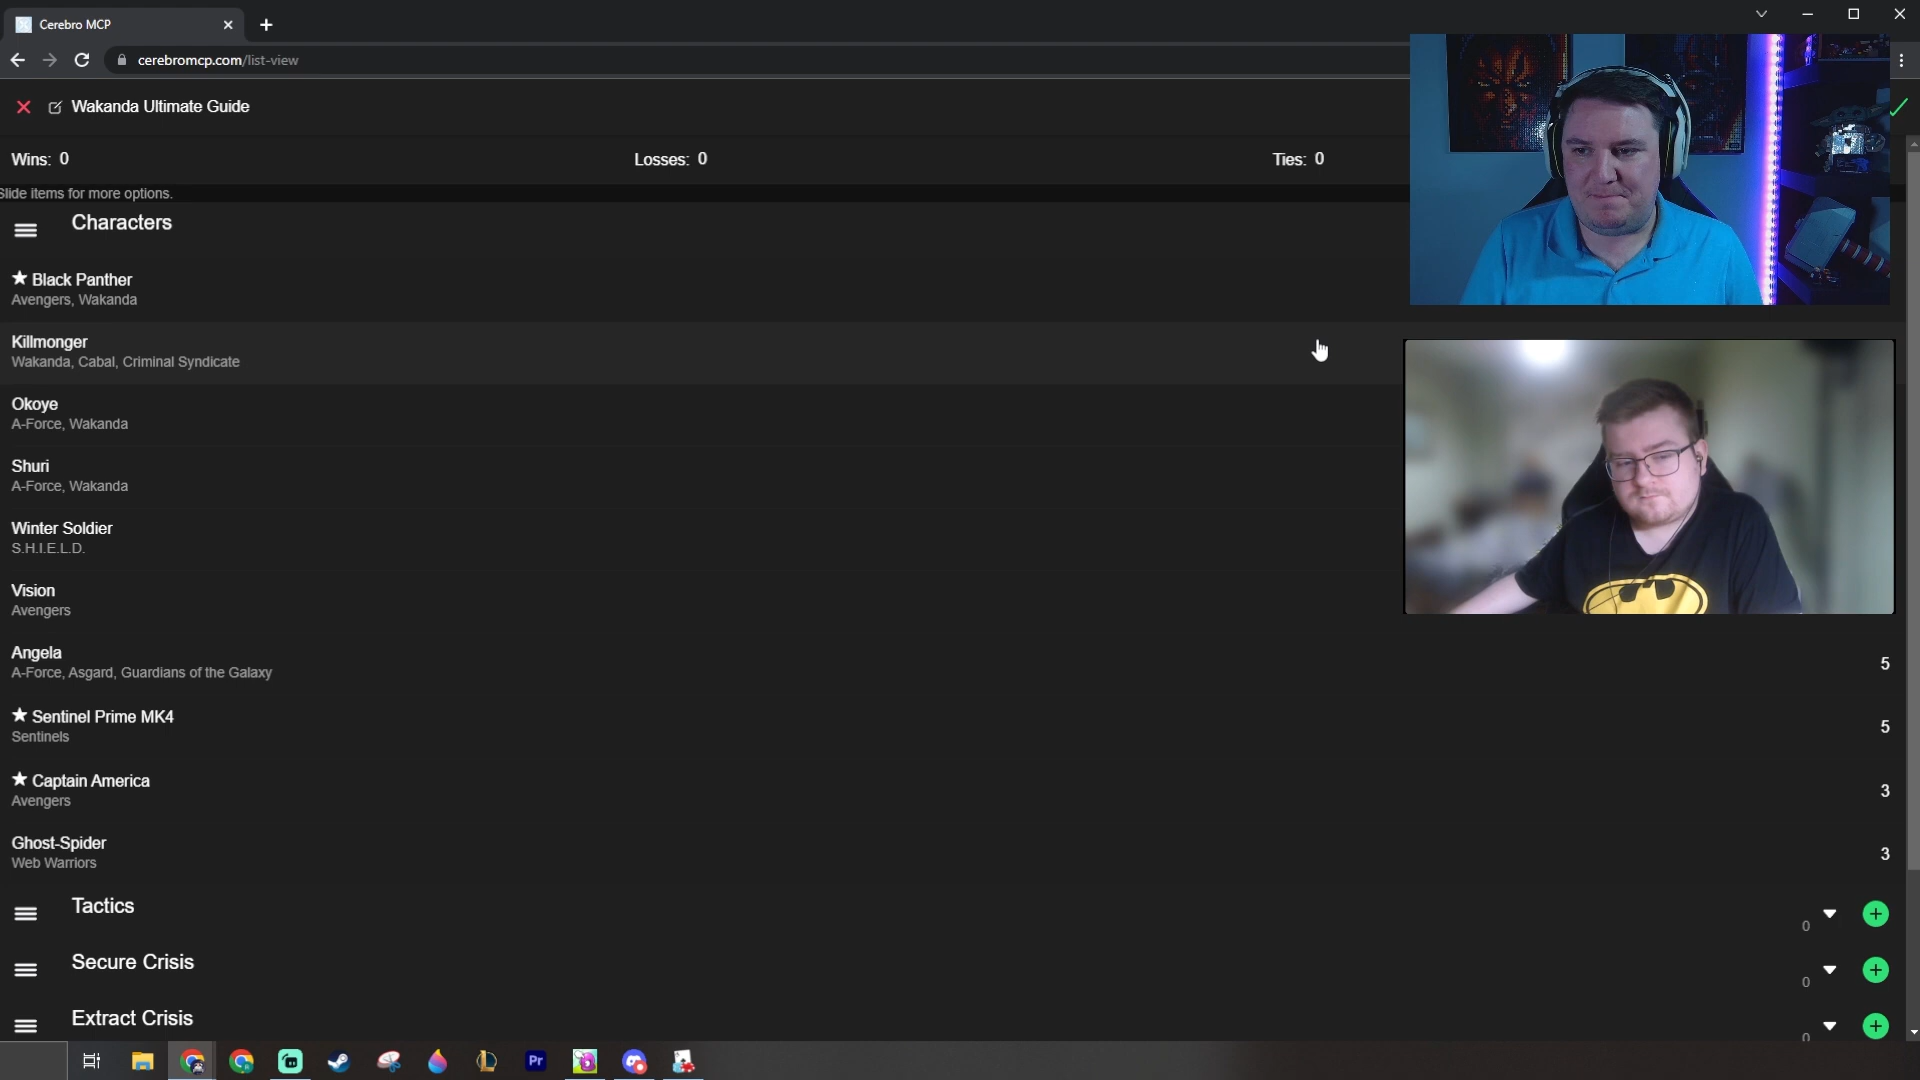 Cerebro MCP
cerebromcp.com/list-view
Wakanda Ultimate Guide
Wins: 0
Losses: 0
Ties: 0
Slide items for more options.
Characters
Black Panther
Avengers, Wakanda
Killmonger
Wakanda, Cabal, Criminal Syndicate
Okoye
A-Force, Wakanda
Shuri
A-Force, Wakanda
Winter Soldier
S.H.I.E.L.D.
Vision
Avengers
Angela
A-Force, Asgard, Guardians of the Galaxy
5
Sentinel Prime MK4
Sentinels
5
Captain America
Avengers
3
Ghost-Spider
Web Warriors
3
Tactics
0
Secure Crisis
0
Extract Crisis
0
Pr